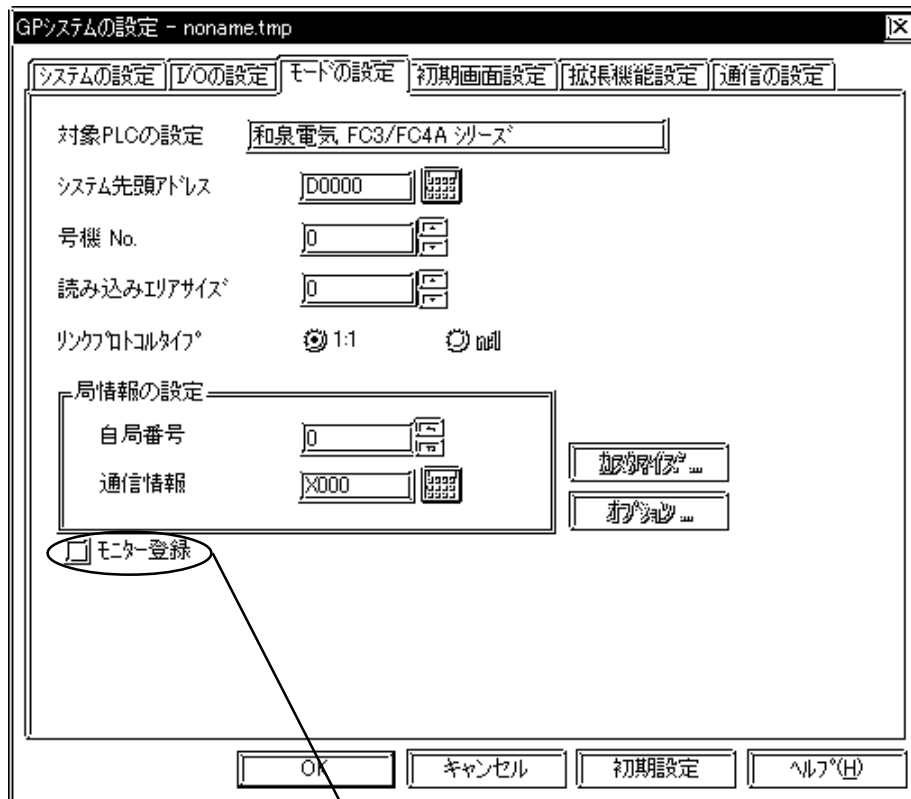 GPシステムの設定 - noname.tmp
システムの設定 I/Oの設定 モードの設定 初期画面設定 拡張機能設定 通信の設定
対象PLCの設定 和泉電気 FC3/FC4A シリーズ
システム先頭アドレス D0000
号機 No. 0
読み込みエリアサイズ 0
リンクプロトコルタイプ 1:1 n:1
局情報の設定
自局番号 0
通信情報 X000
カスタマイズ ...
オプション ...
モニター登録
OK キャンセル 初期設定 ヘルプ(H)